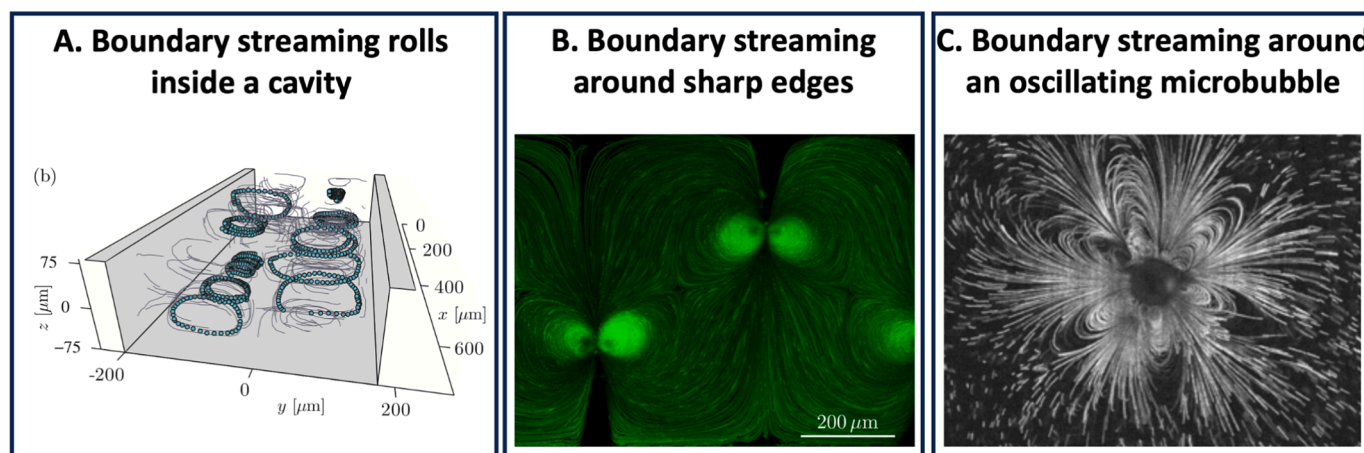 A. Boundary streaming rolls
inside a cavity
(b)
75
0
−75
z [μm]
-200
0
200
y [μm]
0
200
400
x [μm]
600
B. Boundary streaming
around sharp edges
200 μm
C. Boundary streaming around
an oscillating microbubble